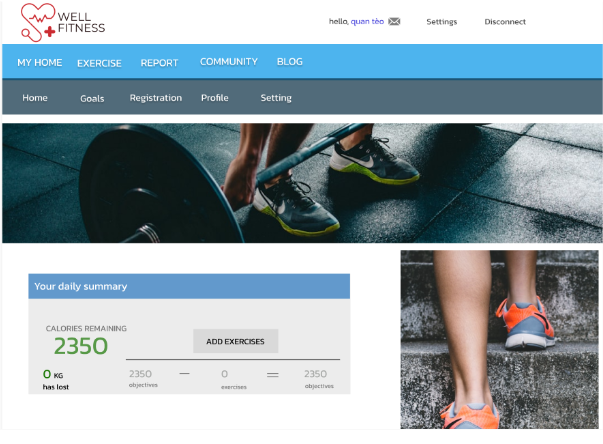 WELL
FITNESS
hello, quan tèo
Settings
Disconnect
MY HOME
EXERCISE
REPORT
COMMUNITY
BLOG
Home
Goals
Registration
Profile
Setting
Your daily summary
CALORIES REMAINING
2350
ADD EXERCISES
0 KG
has lost
2350 — 0 = 2350
objectives exercises objectives